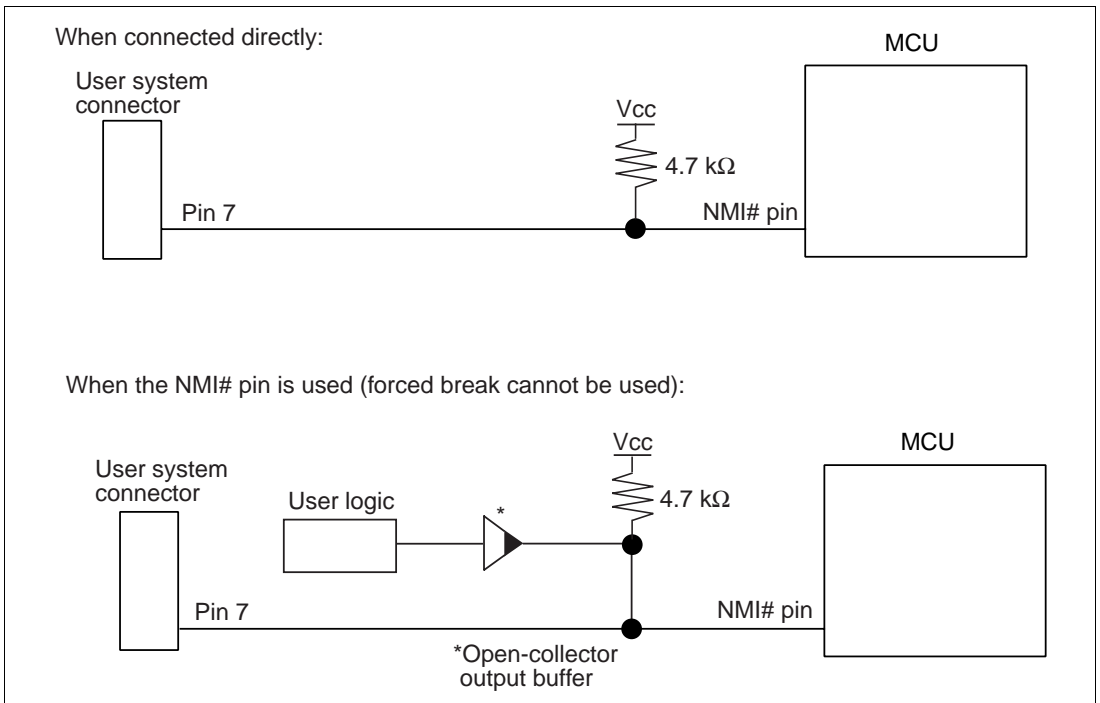 When connected directly:
MCU
User system
connector
Vcc
4.7 kΩ
Pin 7
NMI# pin
When the NMI# pin is used (forced break cannot be used):
MCU
Vcc
User system
connector
User logic
*
4.7 kΩ
Pin 7
NMI# pin
*Open-collector
output buffer